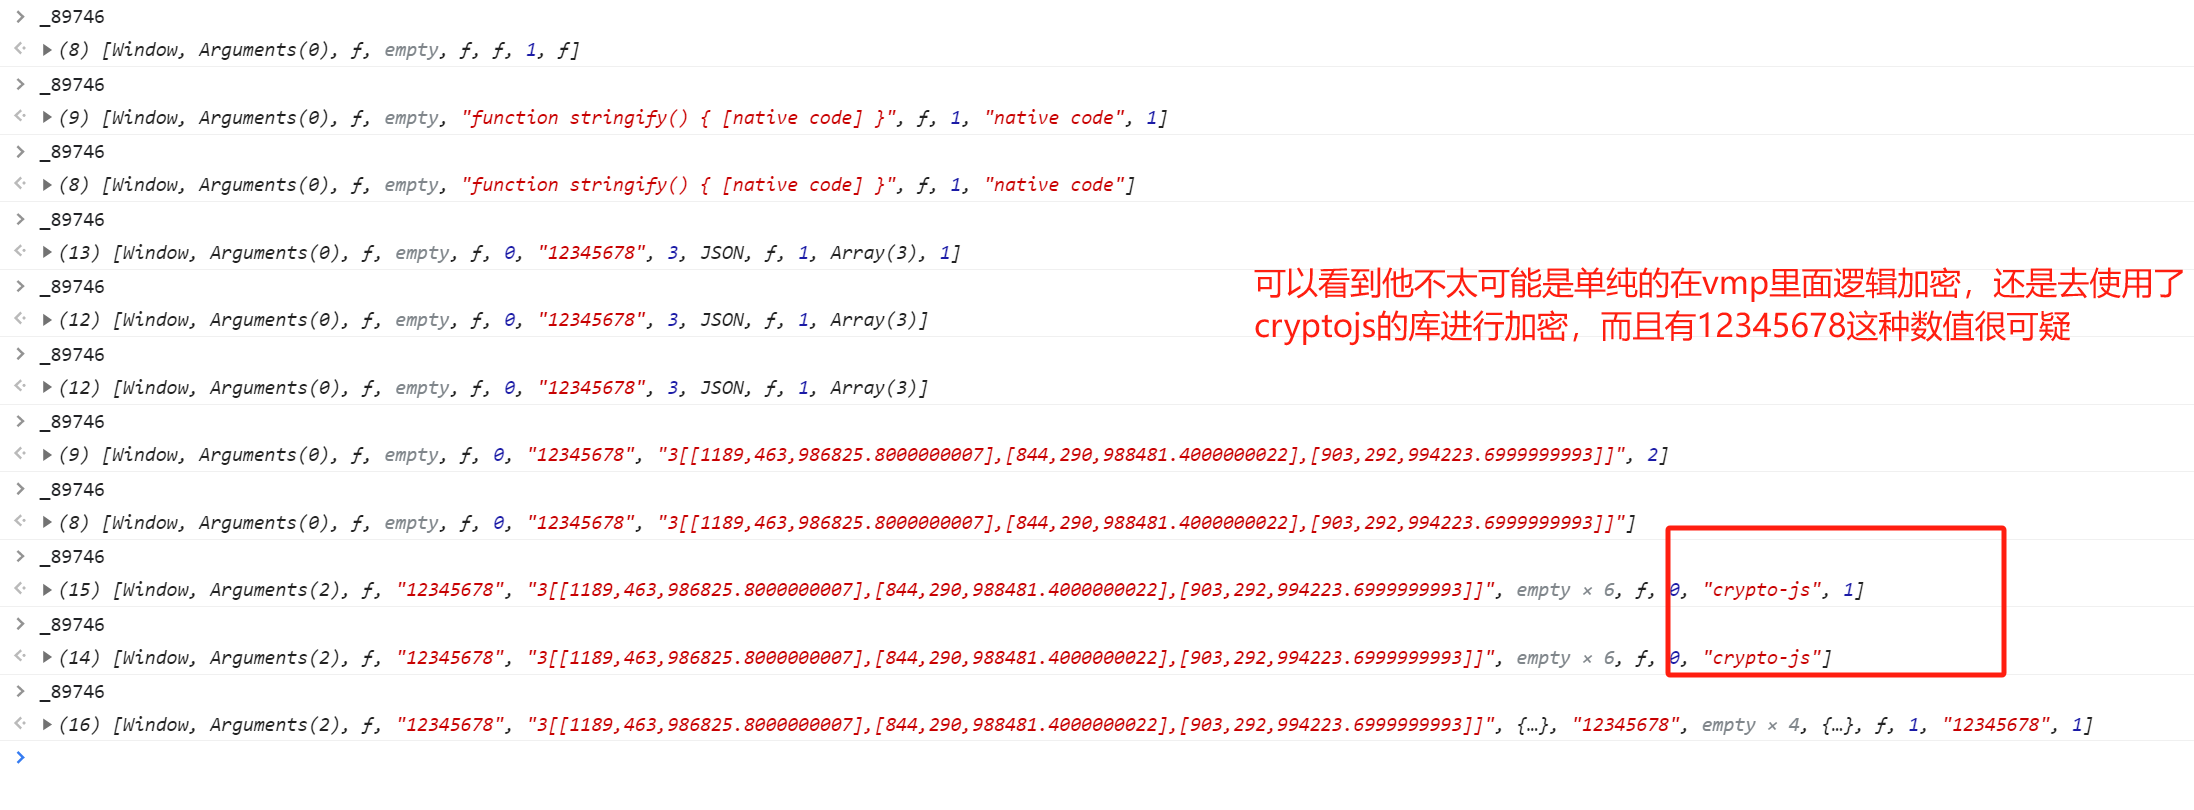 > _89746
(8) [Window, Arguments(0), ƒ, empty, ƒ, ƒ, 1, ƒ]
> _89746
(9) [Window, Arguments(0), ƒ, empty, "function stringify() { [native code] }", ƒ, 1, "native code", 1]
> _89746
(8) [Window, Arguments(0), ƒ, empty, "function stringify() { [native code] }", ƒ, 1, "native code"]
> _89746
(13) [Window, Arguments(0), ƒ, empty, ƒ, 0, "12345678", 3, JSON, ƒ, 1, Array(3), 1]
> _89746
(12) [Window, Arguments(0), ƒ, empty, ƒ, 0, "12345678", 3, JSON, ƒ, 1, Array(3)]
可以看到他不太可能是单纯的在vmp里面逻辑加密，还是去使用了
cryptojs的库进行加密，而且有12345678这种数值很可疑
> _89746
(12) [Window, Arguments(0), ƒ, empty, ƒ, 0, "12345678", 3, JSON, ƒ, 1, Array(3)]
> _89746
(9) [Window, Arguments(0), ƒ, empty, ƒ, 0, "12345678", "3[[1189,463,986825.8000000007],[844,290,988481.4000000022],[903,292,994223.6999999993]]", 2]
> _89746
(8) [Window, Arguments(0), ƒ, empty, ƒ, 0, "12345678", "3[[1189,463,986825.8000000007],[844,290,988481.4000000022],[903,292,994223.6999999993]]"]
> _89746
(15) [Window, Arguments(2), ƒ, "12345678", "3[[1189,463,986825.8000000007],[844,290,988481.4000000022],[903,292,994223.6999999993]]", empty × 6, ƒ, 0, "crypto-js", 1]
> _89746
(14) [Window, Arguments(2), ƒ, "12345678", "3[[1189,463,986825.8000000007],[844,290,988481.4000000022],[903,292,994223.6999999993]]", empty × 6, ƒ, 0, "crypto-js"]
> _89746
(16) [Window, Arguments(2), ƒ, "12345678", "3[[1189,463,986825.8000000007],[844,290,988481.4000000022],[903,292,994223.6999999993]]", {…}, "12345678", empty × 4, {…}, ƒ, 1, "12345678", 1]